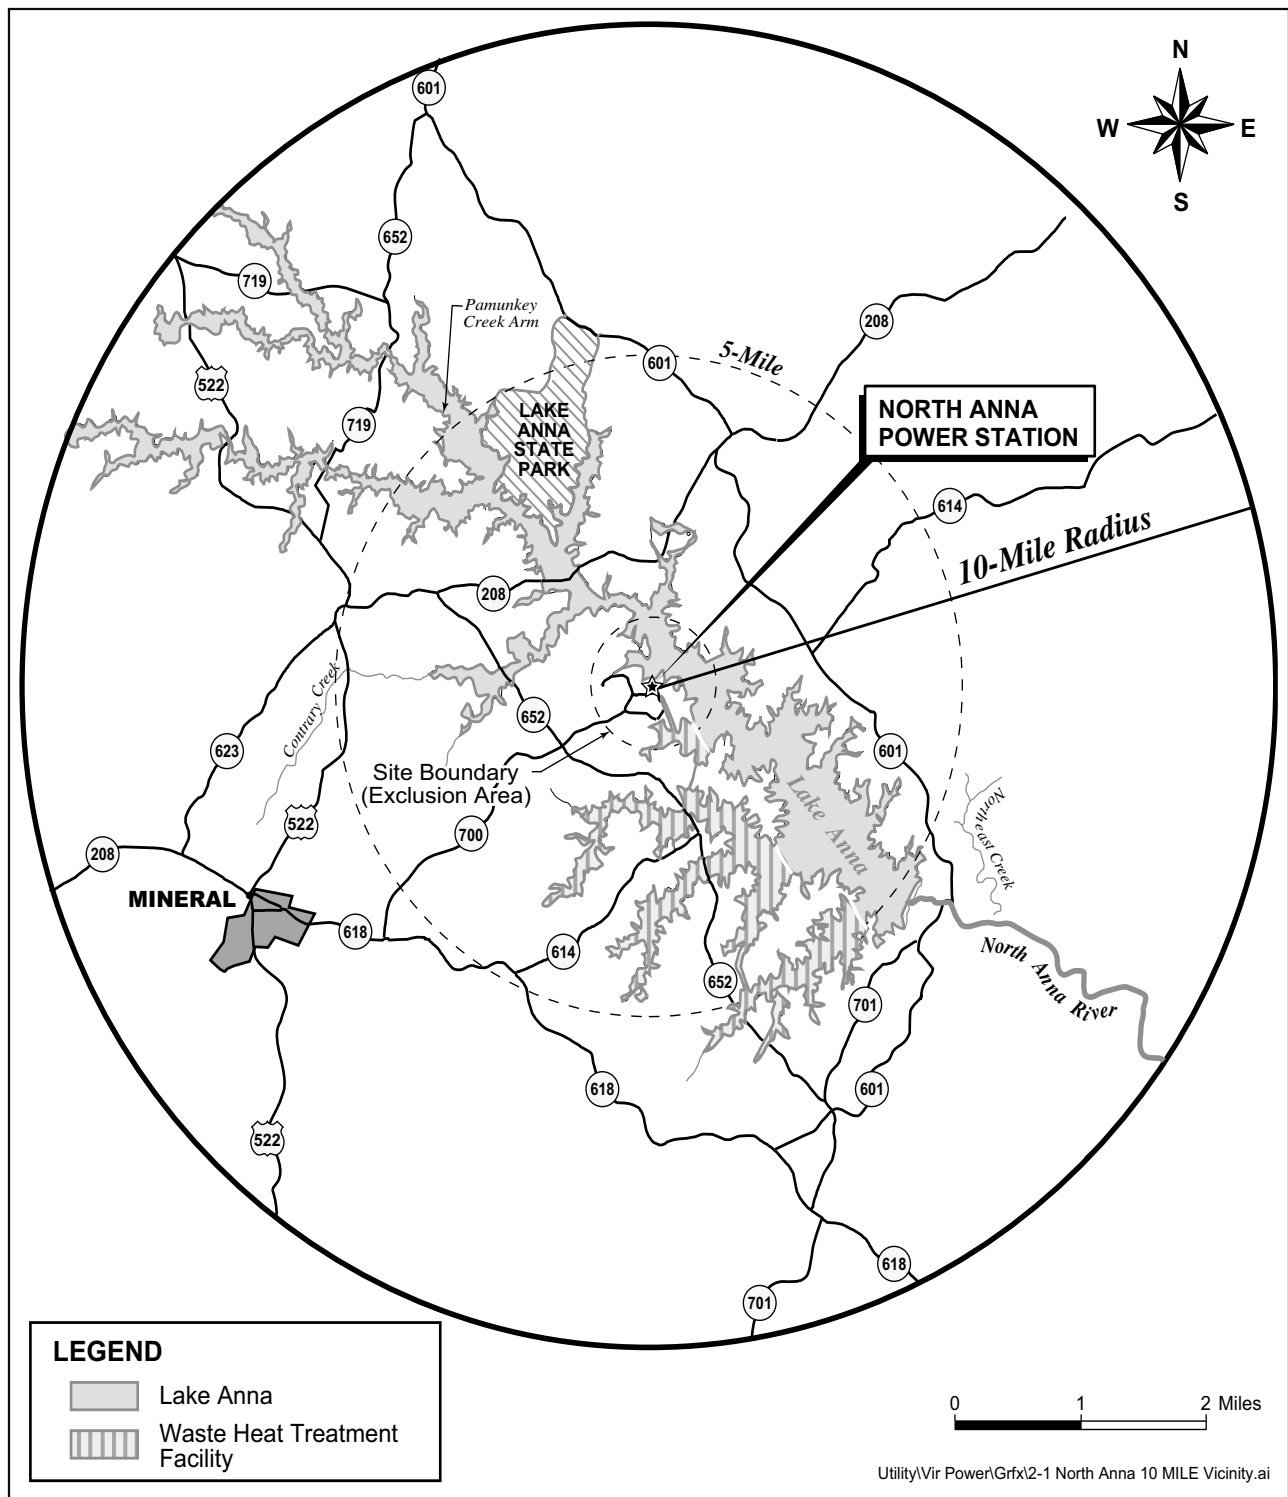 N
W
E
S
601
652
719
Pamunkey
Creek Arm
208
522
601
5-Mile
719
LAKE
ANNA
STATE
PARK
NORTH ANNA
POWER STATION
614
10-Mile Radius
208
Contrary Creek
652
623
601
Site Boundary
(Exclusion Area)
Lake Anna
Northeast Creek
522
700
208
MINERAL
618
614
North Anna River
652
701
618
601
522
618
701
LEGEND
Lake Anna
Waste Heat Treatment
Facility
0 1 2 Miles
Utility\Vir Power\Grfx\2-1 North Anna 10 MILE Vicinity.ai